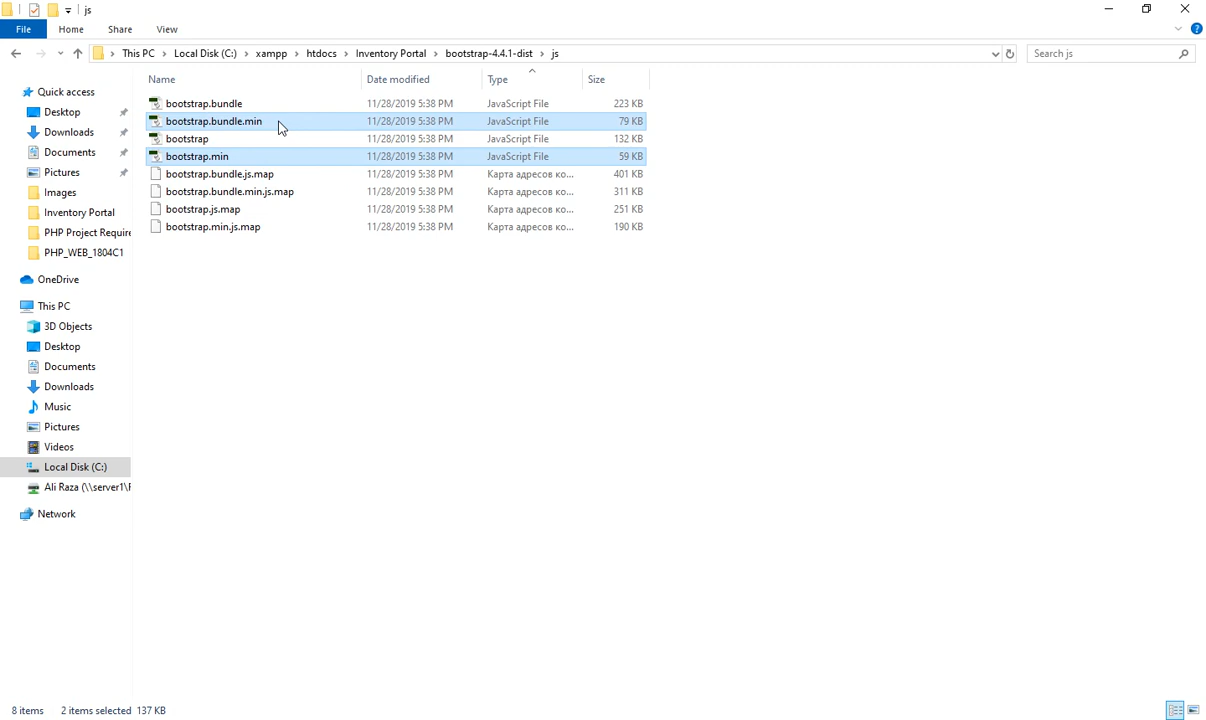 js
File Home Share View
This PC Local Disk (C:) xampp htdocs Inventory Portal bootstrap-4.4.1-dist js
Search js
Name Date modified Type Size
bootstrap.bundle 11/28/2019 5:38 PM JavaScript File 223 KB
bootstrap.bundle.min 11/28/2019 5:38 PM JavaScript File 79 KB
bootstrap 11/28/2019 5:38 PM JavaScript File 132 KB
bootstrap.min 11/28/2019 5:38 PM JavaScript File 59 KB
bootstrap.bundle.js.map 11/28/2019 5:38 PM Карта адресов ко... 401 KB
bootstrap.bundle.min.js.map 11/28/2019 5:38 PM Карта адресов ко... 311 KB
bootstrap.js.map 11/28/2019 5:38 PM Карта адресов ко... 251 KB
bootstrap.min.js.map 11/28/2019 5:38 PM Карта адресов ко... 190 KB
Quick access
Desktop
Downloads
Documents
Pictures
Images
Inventory Portal
PHP Project Require
PHP_WEB_1804C1
OneDrive
This PC
3D Objects
Desktop
Documents
Downloads
Music
Pictures
Videos
Local Disk (C:)
Ali Raza (\\server1\F
Network
8 items 2 items selected 137 KB